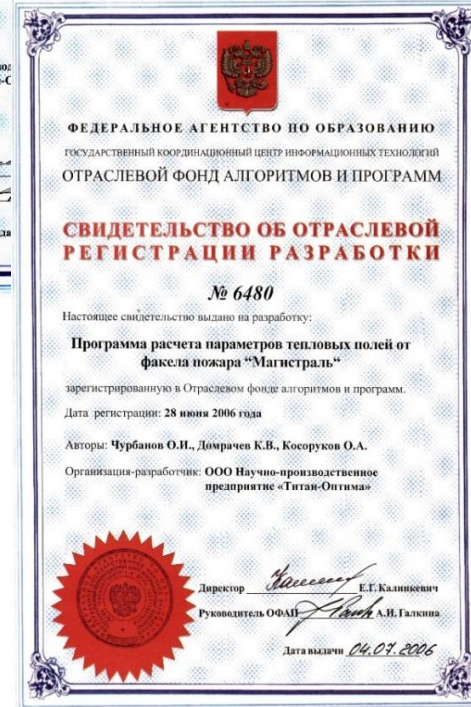 ФЕДЕРАЛЬНОЕ АГЕНТСТВО ПО ОБРАЗОВАНИЮ
ГОСУДАРСТВЕННЫЙ КООРДИНАЦИОННЫЙ ЦЕНТР ИНФОРМАЦИОННЫХ ТЕХНОЛОГИЙ
ОТРАСЛЕВОЙ ФОНД АЛГОРИТМОВ И ПРОГРАММ
СВИДЕТЕЛЬСТВО ОБ ОТРАСЛЕВОЙ
РЕГИСТРАЦИИ РАЗРАБОТКИ
№ 6480
Настоящее свидетельство выдано на разработку:
Программа расчета параметров тепловых полей от
факела пожара "Магистраль"
зарегистрированную в Отраслевом фонде алгоритмов и программ.
Дата регистрации: 28 июня 2006 года
Авторы: Чурбанов О.И., Домрачев К.В., Косоруков О.А.
Организация-разработчик: ООО Научно-производственное
предприятие «Титан-Оптима»
Директор Е.Г. Калинкевич
Руководитель ОФАП А.И. Галкина
Дата выдачи 04.07.2006